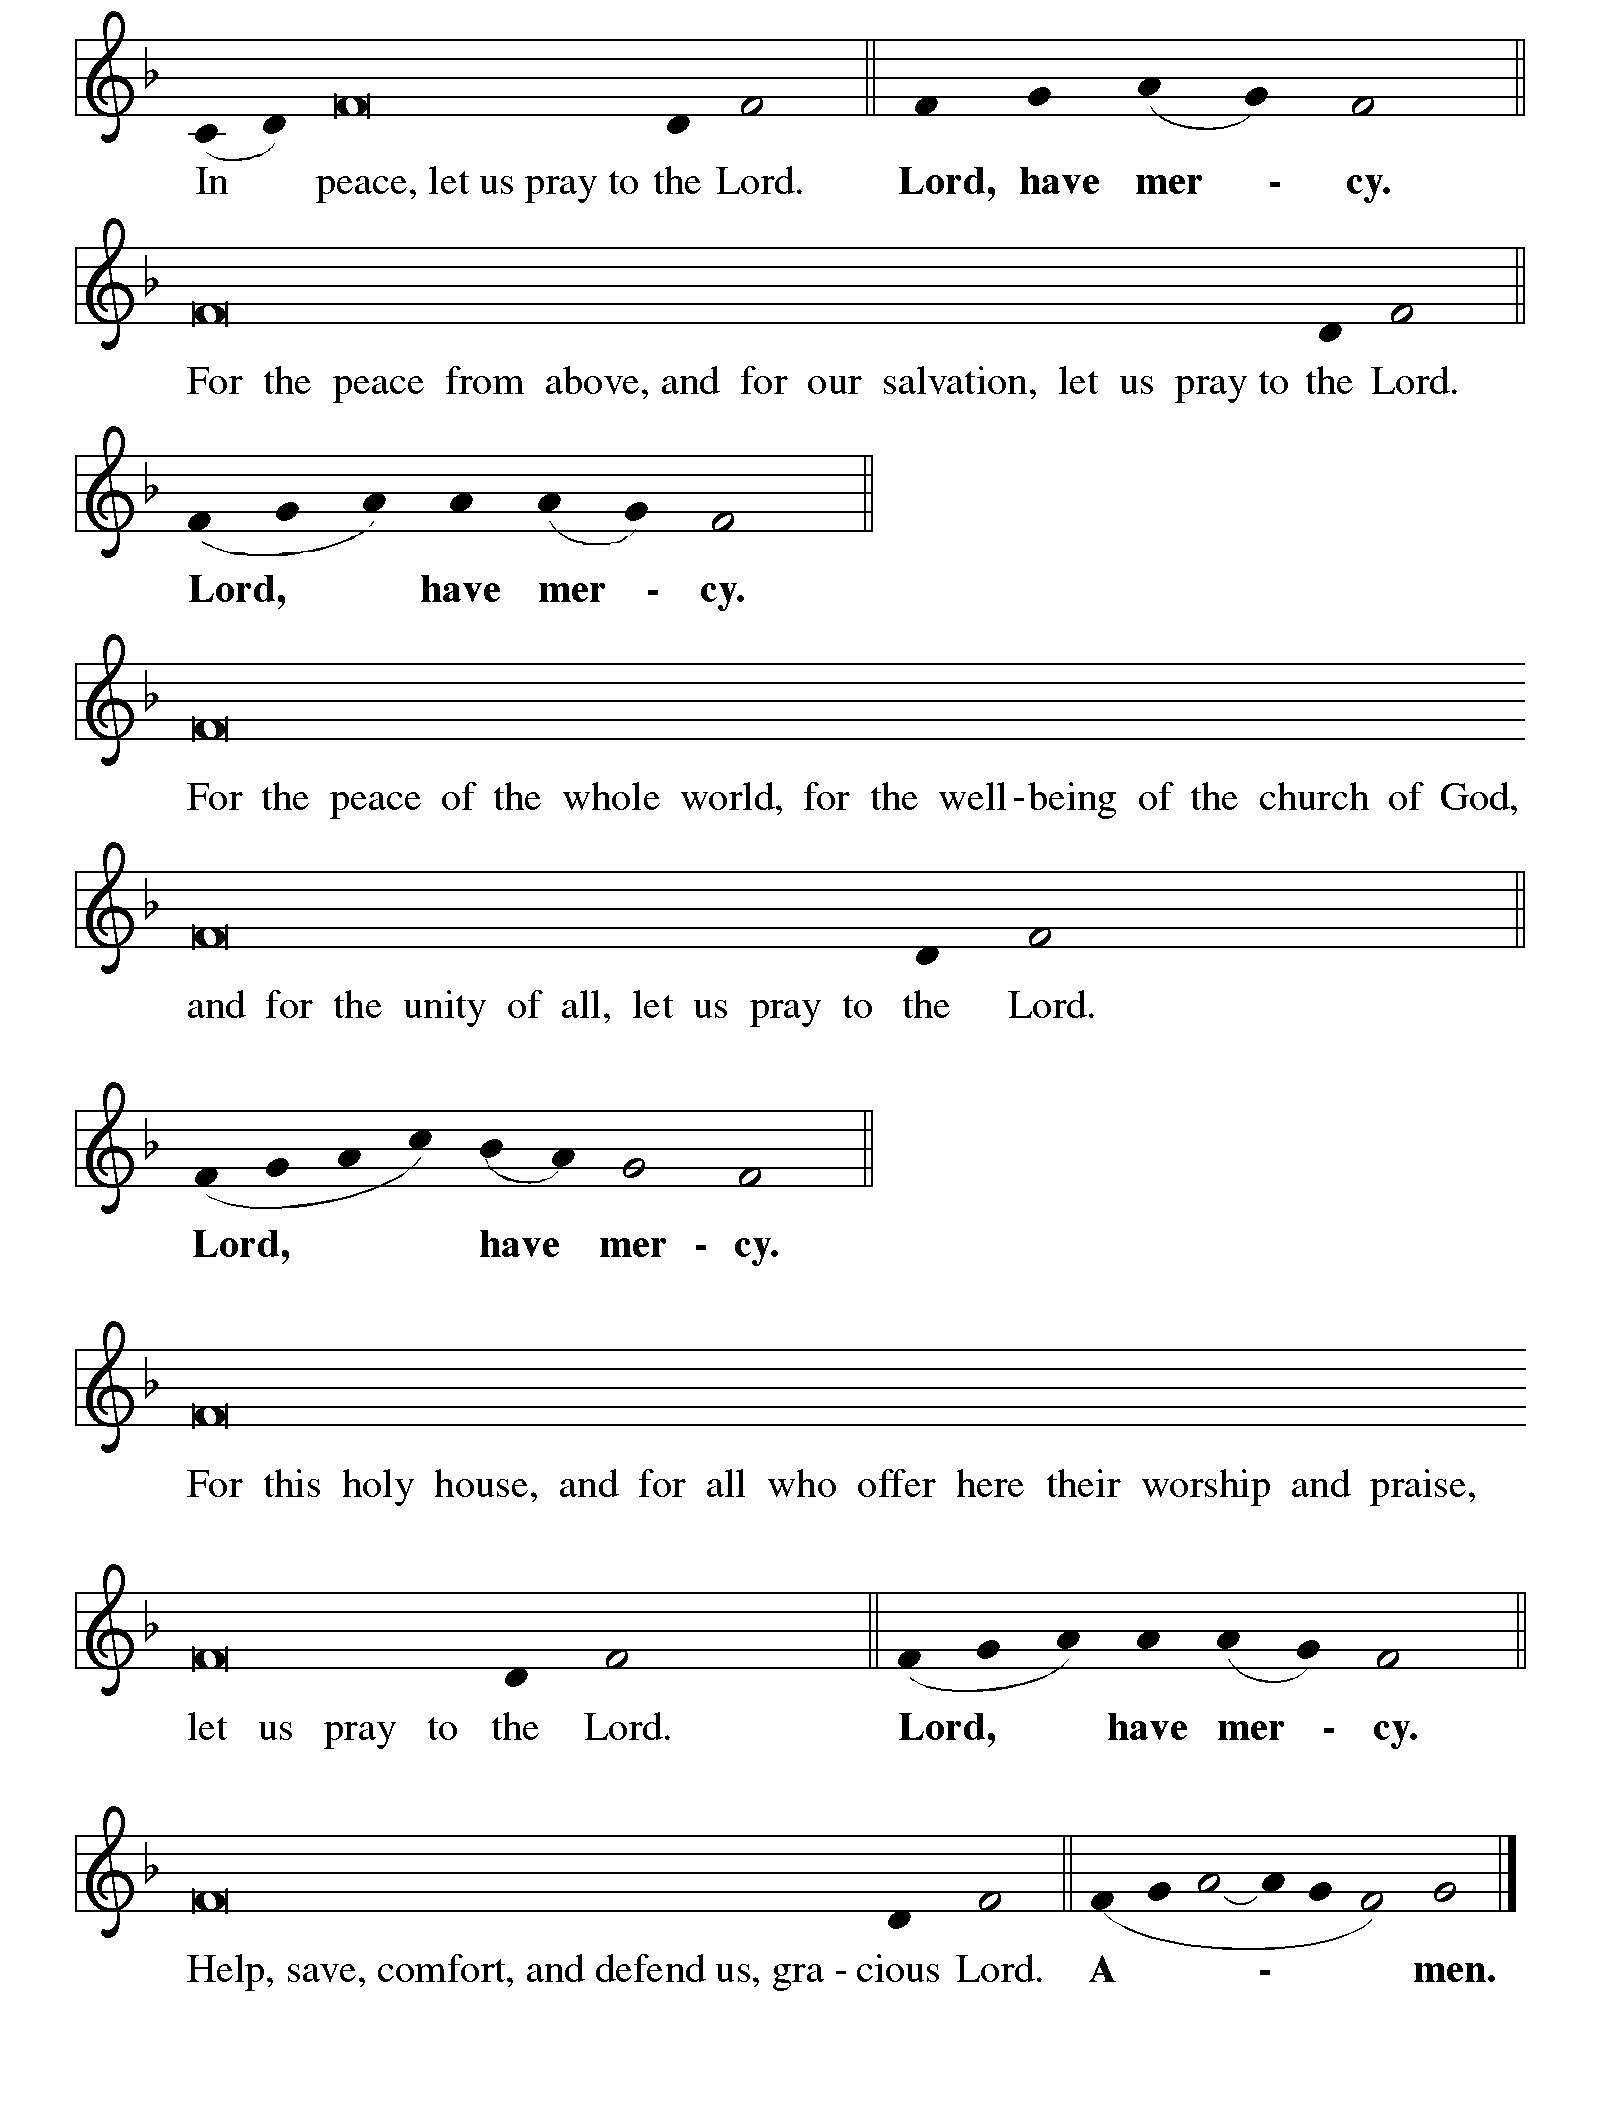 In peace, let us pray to the Lord. Lord, have mer - cy.
For the peace from above, and for our salvation, let us pray to the Lord.
Lord, have mer - cy.
For the peace of the whole world, for the well-being of the church of God,
and for the unity of all, let us pray to the Lord.
Lord, have mer - cy.
For this holy house, and for all who offer here their worship and praise,
let us pray to the Lord. Lord, have mer - cy.
Help, save, comfort, and defend us, gra - cious Lord. A - men.